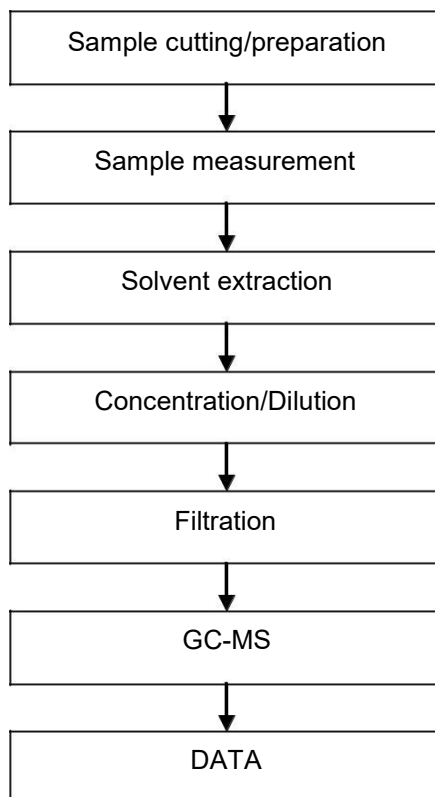 Sample cutting/preparation
Sample measurement
Solvent extraction
Concentration/Dilution
Filtration
GC-MS
DATA